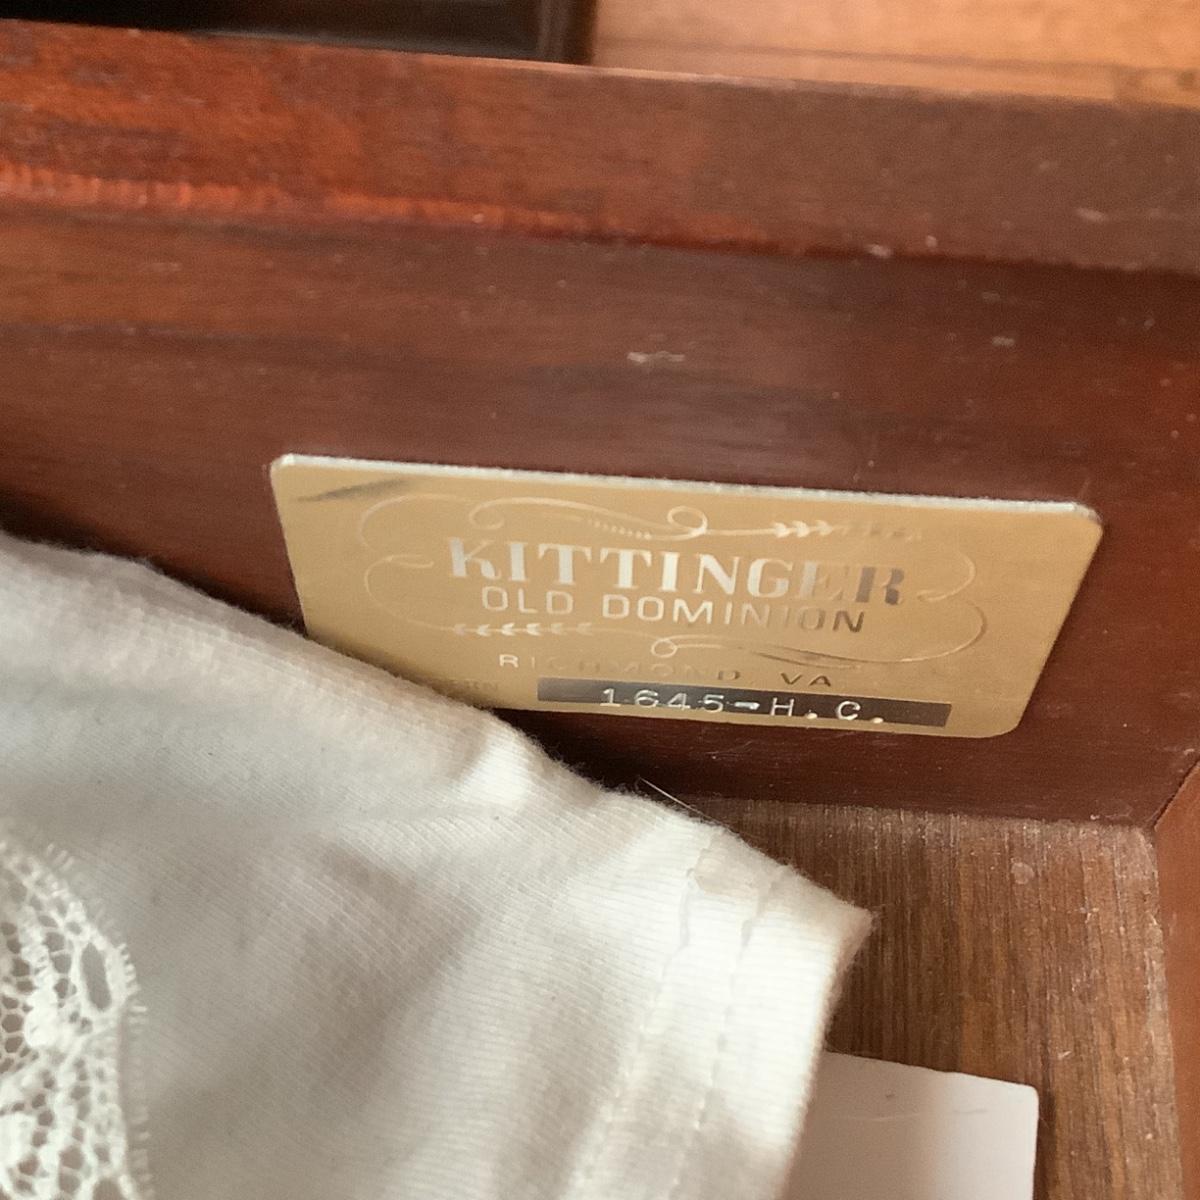 KITTINGER
OLD DOMINION
RICHMOND, VA
1645-H.C.